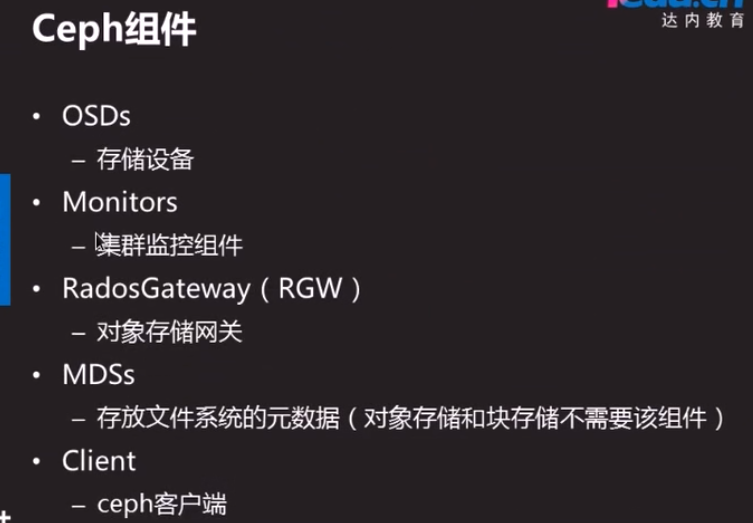 Ceph组件
达内教育
• OSDs
– 存储设备
• Monitors
– 集群监控组件
• RadosGateway（RGW）
– 对象存储网关
• MDSs
– 存放文件系统的元数据（对象存储和块存储不需要该组件）
• Client
– ceph客户端